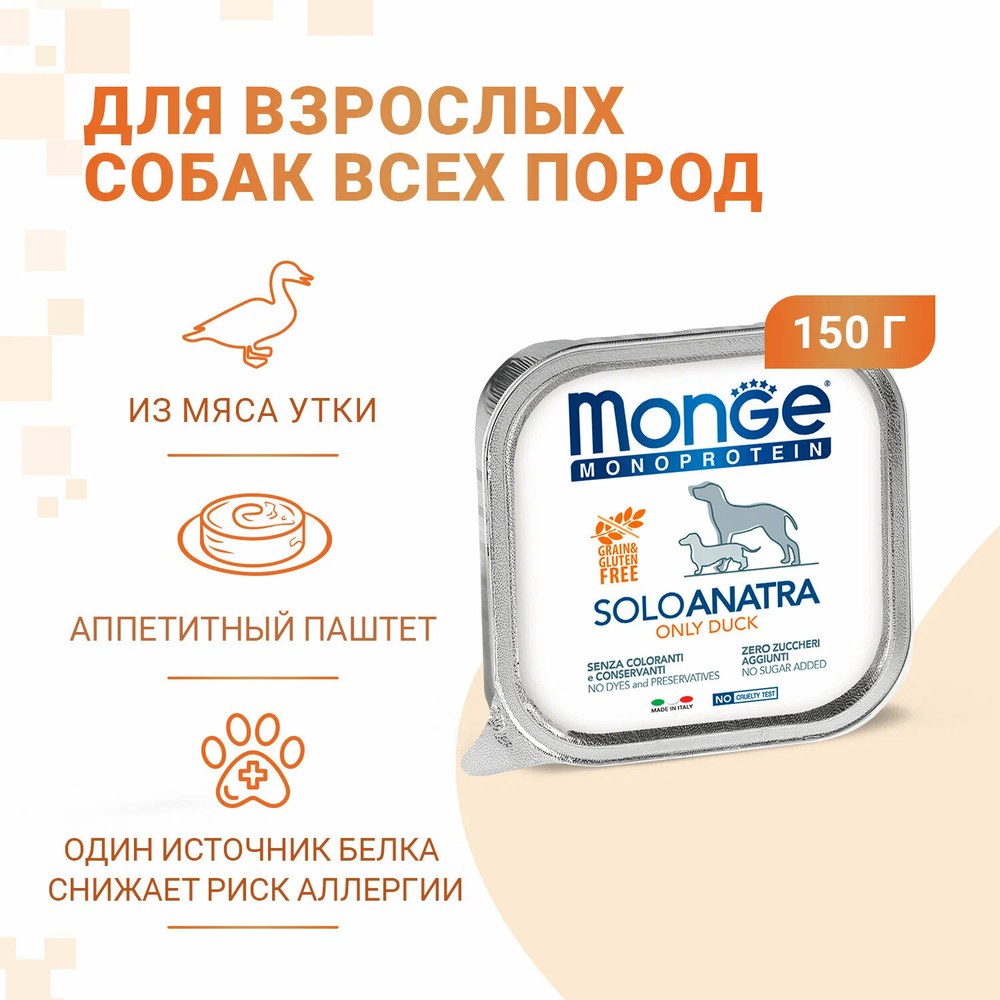 ДЛЯ ВЗРОСЛЫХ
СОБАК ВСЕХ ПОРОД
ИЗ МЯСА УТКИ
АППЕТИТНЫЙ ПАШТЕТ
ОДИН ИСТОЧНИК БЕЛКА
СНИЖАЕТ РИСК АЛЛЕРГИИ
150 Г
MONGE®
MONOPROTEIN
GRAIN&
GLUTEN
FREE
SOLOANATRA
ONLY DUCK
SENZA COLORANTI
e CONSERVANTI
NO DYES and PRESERVATIVES
ZERO ZUCCHERI
AGGIUNTI
NO SUGAR ADDED
MADE IN ITALY
NO CRUELTY TEST